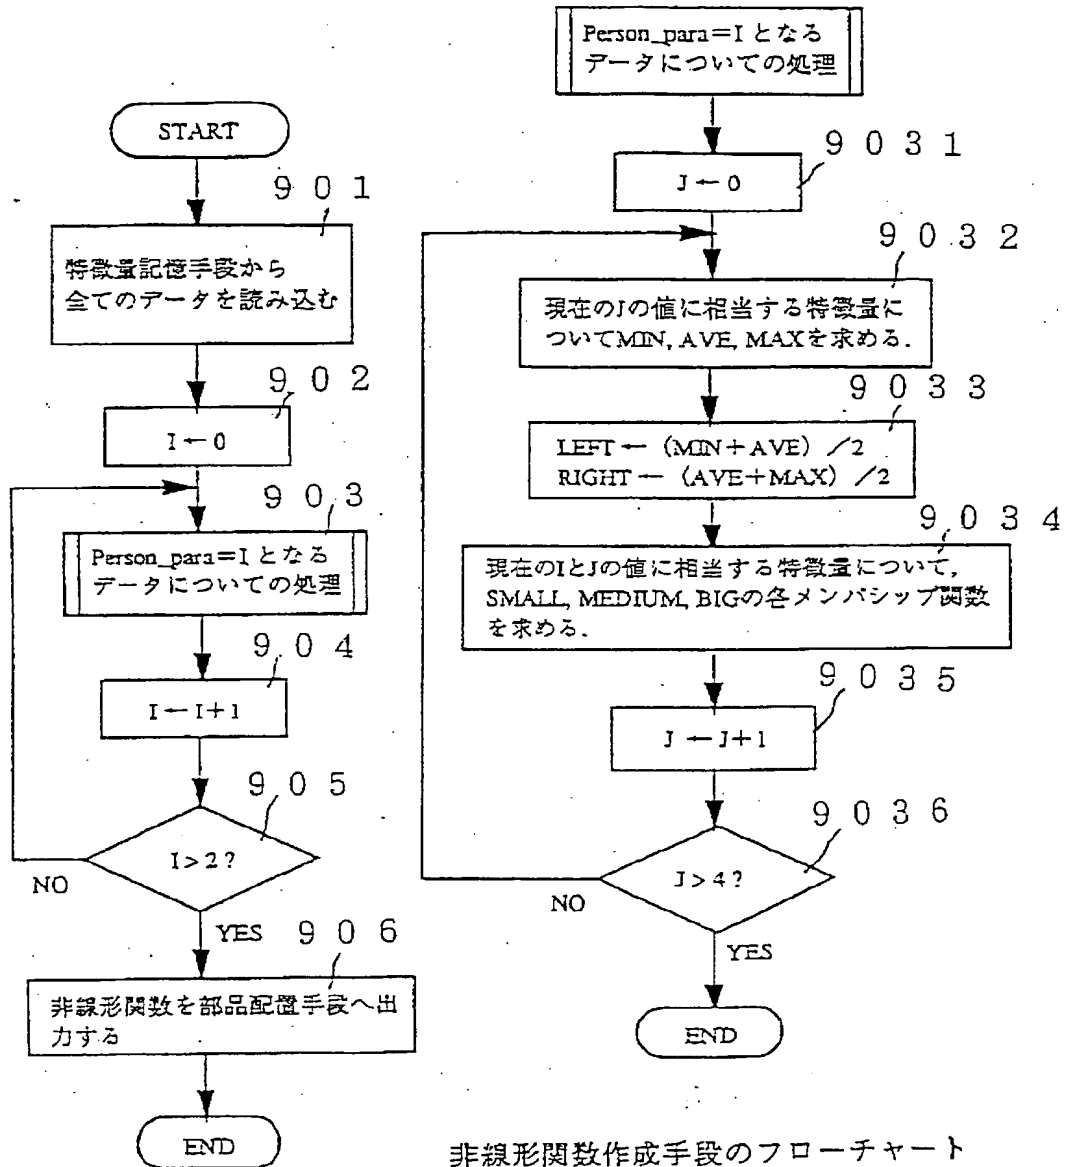 START
901
特徴量記憶手段から
全てのデータを読み込む
902
I ← 0
903
Person_para＝I となる
データについての処理
904
I ← I+1
905
I > 2 ?
NO
YES
906
非線形関数を部品配置手段へ出
力する
END
Person_para＝I となる
データについての処理
9031
J ← 0
9032
現在のJの値に相当する特徴量に
ついてMIN, AVE, MAXを求める.
9033
LEFT ← （MIN＋AVE）／2
RIGHT ← （AVE＋MAX）／2
9034
現在のIとJの値に相当する特徴量について,
SMALL, MEDIUM, BIGの各メンバシップ関数
を求める.
9035
J ← J+1
9036
J > 4 ?
NO
YES
END
非線形関数作成手段のフローチャート